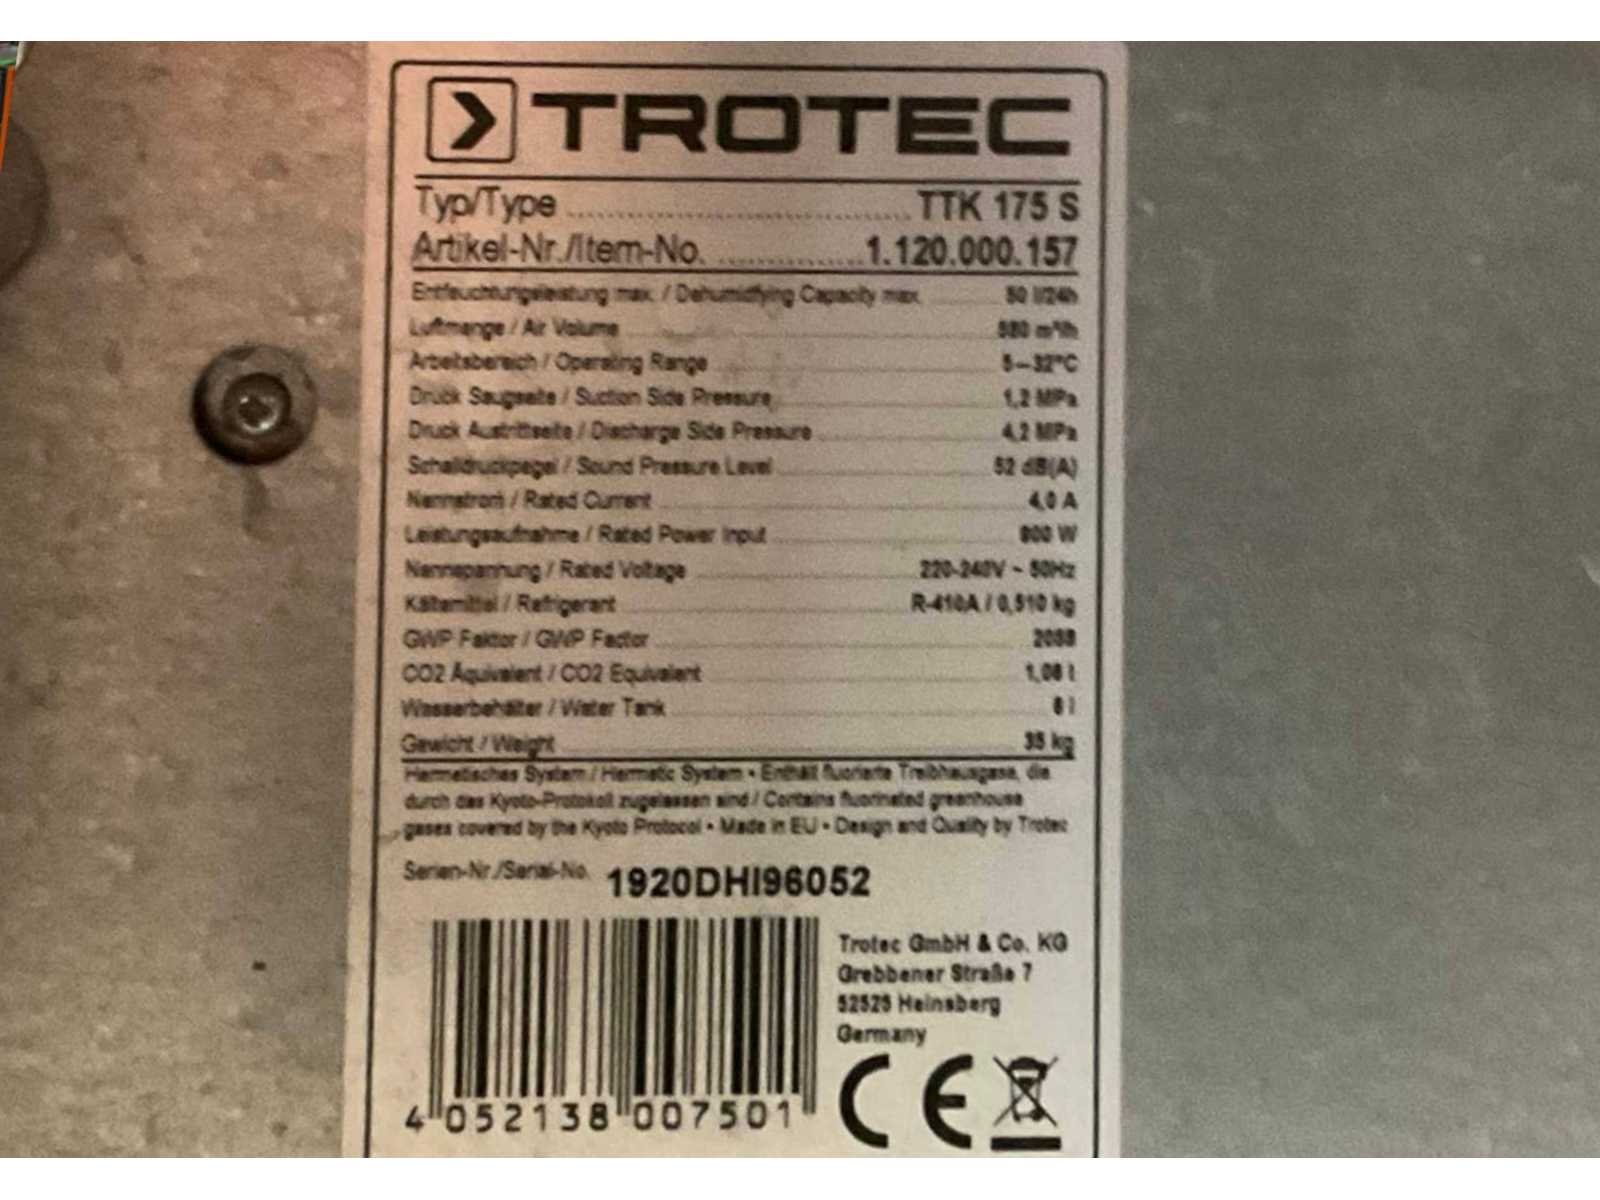 TROTEC
Typ/Type TTK 175 S
Artikel-Nr./Item-No. 1.120.000.157
Entfeuchtungsleistung max. / Dehumidifying Capacity max. 50 l/24h
Luftmenge / Air Volume 580 m³/h
Arbeitsbereich / Operating Range 5–32°C
Druck Saugseite / Suction Side Pressure 1,2 MPa
Druck Austrittseite / Discharge Side Pressure 4,2 MPa
Schalldruckpegel / Sound Pressure Level 52 dB(A)
Nennstrom / Rated Current 4,0 A
Leistungsaufnahme / Rated Power Input 800 W
Nennspannung / Rated Voltage 220-240V ~ 50Hz
Kältemittel / Refrigerant R-410A / 0,510 kg
GWP Faktor / GWP Factor 2088
CO2 Äquivalent / CO2 Equivalent 1,06 t
Wasserbehälter / Water Tank l
Gewicht / Weight 35 kg
Hermetisches System / Hermetic System • Enthält fluorierte Treibhausgase, die
durch das Kyoto-Protokoll zugelassen sind / Contains fluorinated greenhouse
gases covered by the Kyoto Protocol • Made in EU • Design and Quality by Trotec
Serien-Nr./Serial-No. 1920DHI96052
4 052138 007501
Trotec GmbH & Co. KG
Grebbener Straße 7
52525 Heinsberg
Germany
CE